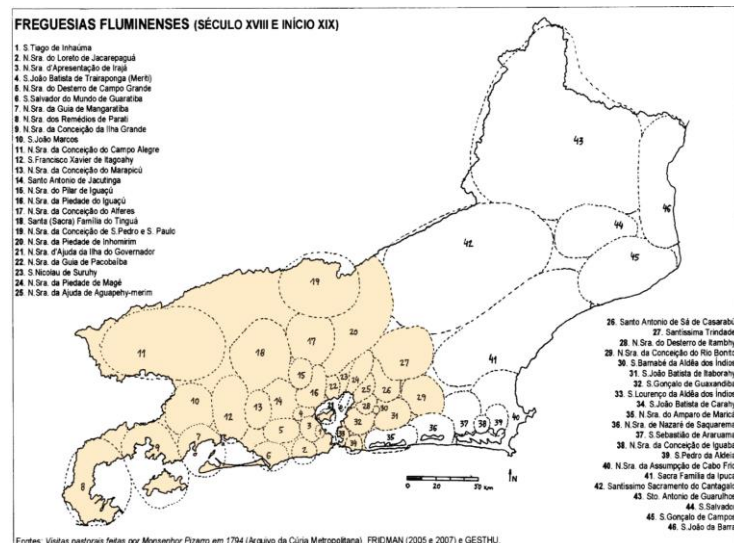 FREGUESIAS FLUMINENSES (SÉCULO XVIII E INÍCIO XIX)
1. S.Tiago de Inhaúma
2. N.Sra. do Loreto de Jacarepaguá
3. N.Sra. d'Apresentação de Irajá
4. S.João Batista de Trairaponga (Meriti)
5. N.Sra. do Desterro de Campo Grande
6. S.Salvador do Mundo de Guaratiba
7. N.Sra. da Guia de Mangaratiba
8. N.Sra. dos Remédios de Parati
9. N.Sra. da Conceição da Ilha Grande
10. S.João Marcos
11. N.Sra. da Conceição do Campo Alegre
12. S.Francisco Xavier de Itagoahy
13. N.Sra. da Conceição do Marapicú
14. Santo Antonio de Jacutinga
15. N.Sra. do Pilar de Iguaçú
16. N.Sra. da Piedade do Iguaçú
17. N.Sra. da Conceição do Alferes
18. Santa (Sacra) Família do Tinguá
19. N.Sra. da Conceição de S.Pedro e S. Paulo
20. N.Sra. da Piedade de Inhomirim
21. N.Sra. d'Ajuda da Ilha do Governador
22. N.Sra. da Guia de Pacobaíba
23. S.Nicolau de Suruhy
24. N.Sra. da Piedade de Magé
25. N.Sra. da Ajuda de Aguapehy-merim
26. Santo Antonio de Sá de Casarabú
27. Santissima Trindade
28. N.Sra. do Desterro de Itambhy
29. N.Sra. da Conceição do Rio Bonito
30. S.Barnabé da Aldêa dos Índios
31. S.João Batista de Itaborahy
32. S.Gonçalo de Guaxandiba
33. S.Lourenço da Aldêa dos Índios
34. S.João Batista de Carahy
35. N.Sra. do Amparo de Maricá
36. N.Sra. de Nazaré de Saquarema
37. S.Sebastião de Araruama
38. N.Sra. da Conceição de Iguaba
39. S.Pedro da Aldeia
40. N.Sra. da Assumpção de Cabo Frio
41. Sacra Família da Ipuca
42. Santissimo Sacramento do Cantagalo
43. Sto. Antonio de Guarulhos
44. S.Salvador
45. S.Gonçalo de Campos
46. S.João da Barra
43
46
44
42
45
19
20
11
18
17
41
27
15
16
22
23
24
25
26
29
10
12
13
14
28
30
31
32
4
3
5
6
2
9
8
34
35
36
37
38
39
40
0 20 30 Km
N
Fontes: Visitas pastorais feitas por Monsenhor Pizarro em 1794 (Arquivo da Cúria Metropolitana), FRIDMAN (2005 e 2007) e GESTHU.